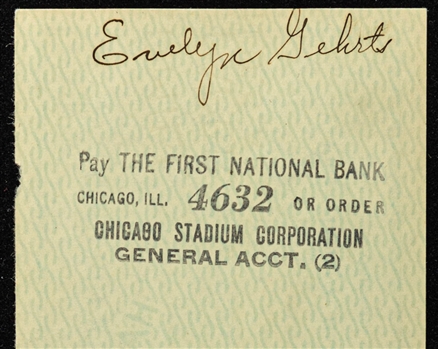 Evelyn Gehrts
Pay THE FIRST NATIONAL BANK
CHICAGO, ILL. 4632 OR ORDER
CHICAGO STADIUM CORPORATION
GENERAL ACCT. (2)